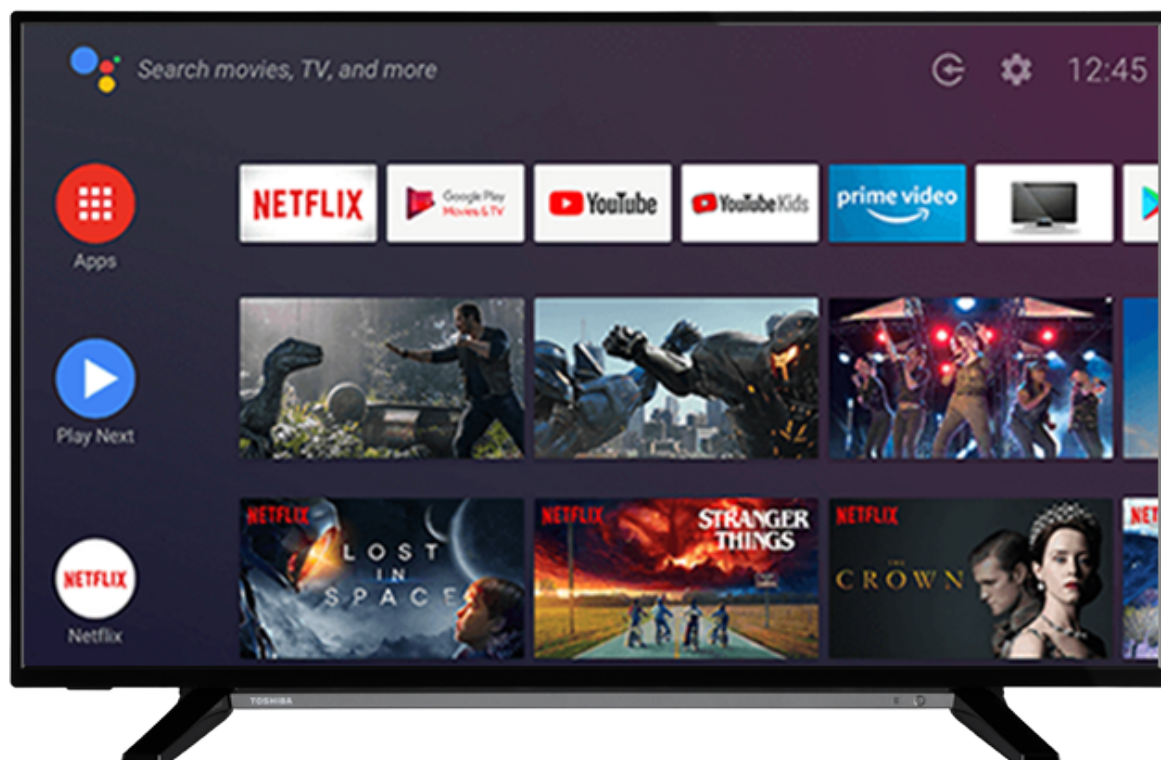 Search movies, TV, and more
12:45
NETFLIX
Google Play
Movies & TV
YouTube
YouTube Kids
prime video
Apps
Play Next
NETFLIX
LOST
IN
SPACE
NETFLIX
STRANGER
THINGS
NETFLIX
THE
CROWN
NET
NETFLIX
Netflix
TOSHIBA